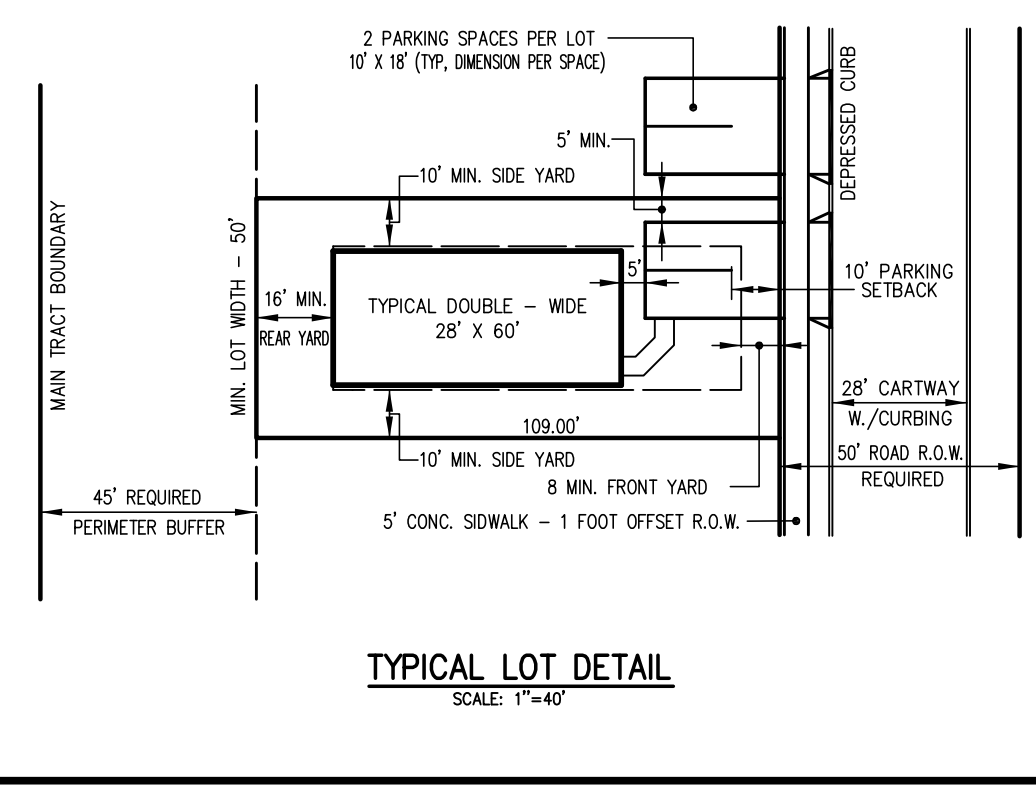 2 PARKING SPACES PER LOT
10' X 18' (TYP, DIMENSION PER SPACE)
DEPRESSED CURB
5' MIN.
10' MIN. SIDE YARD
MAIN TRACT BOUNDARY
MIN. LOT WIDTH - 50'
16' MIN.
REAR YARD
TYPICAL DOUBLE - WIDE
28' X 60'
5'
10' PARKING
SETBACK
28' CARTWAY
W./CURBING
109.00'
10' MIN. SIDE YARD
50' ROAD R.O.W.
REQUIRED
8 MIN. FRONT YARD
45' REQUIRED
PERIMETER BUFFER
5' CONC. SIDWALK - 1 FOOT OFFSET R.O.W.
TYPICAL LOT DETAIL
SCALE: 1"=40'